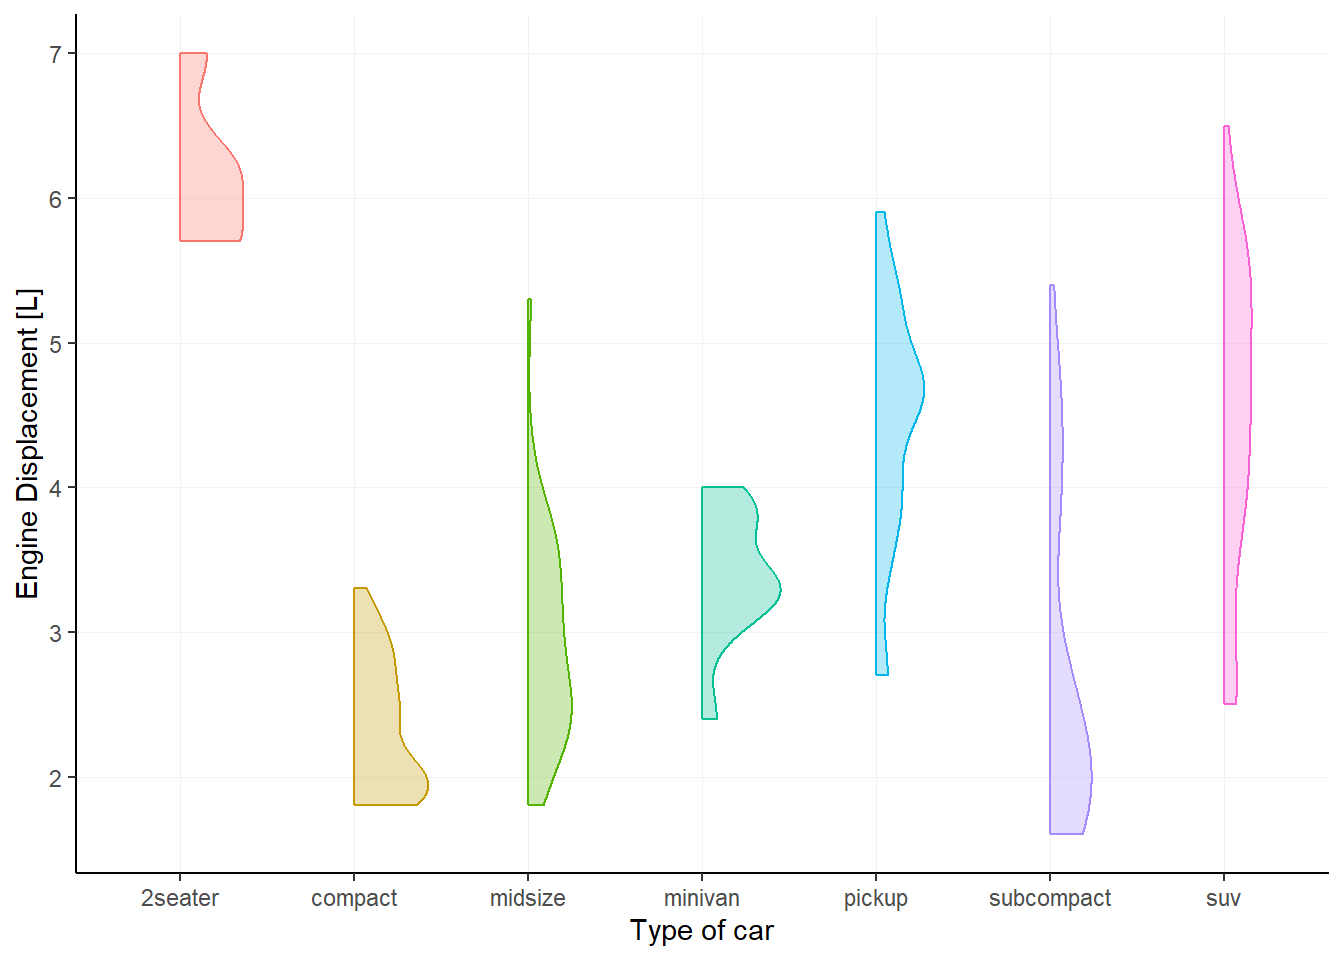 Engine Displacement [L]
7
6
5
4
3
2
2seater compact midsize minivan pickup subcompact suv
Type of car